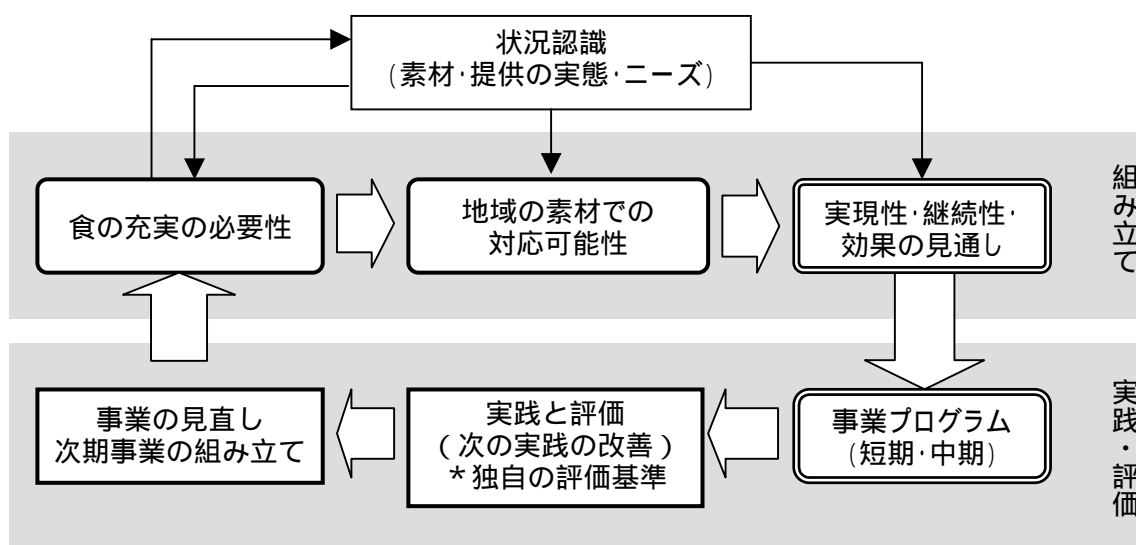 状況認識
(素材･提供の実態･ニーズ)
食の充実の必要性
地域の素材での
対応可能性
実現性･継続性･
効果の見通し
組み立て
事業の見直し
次期事業の組み立て
実践と評価
(次の実践の改善)
*独自の評価基準
事業プログラム
(短期･中期)
実践・評価